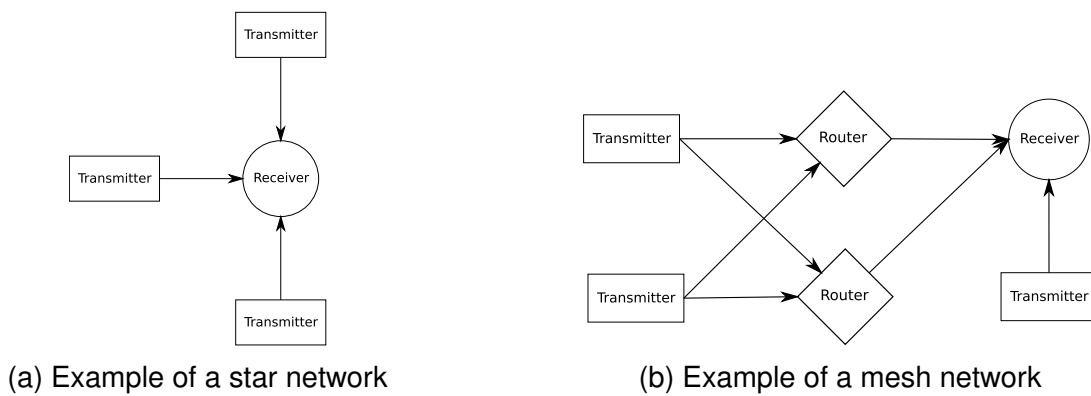 Transmitter
Transmitter
Receiver
Transmitter
(a) Example of a star network
Transmitter
Router
Receiver
Transmitter
Router
Transmitter
(b) Example of a mesh network